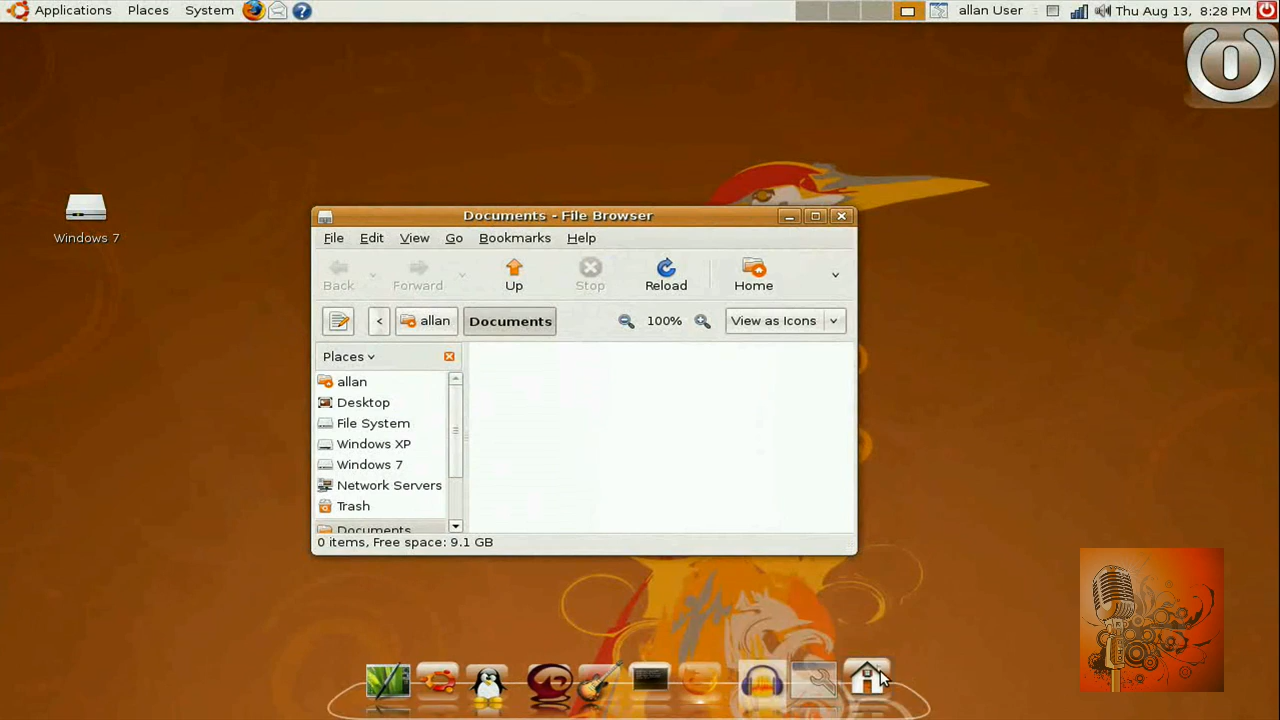 Applications Places System allan User Thu Aug 13, 8:28 PM
Windows 7
Documents - File Browser
File Edit View Go Bookmarks Help
Back Forward Up Stop Reload Home
< allan Documents 100% View as Icons
Places
allan
Desktop
File System
Windows XP
Windows 7
Network Servers
Trash
Documents
0 items, Free space: 9.1 GB